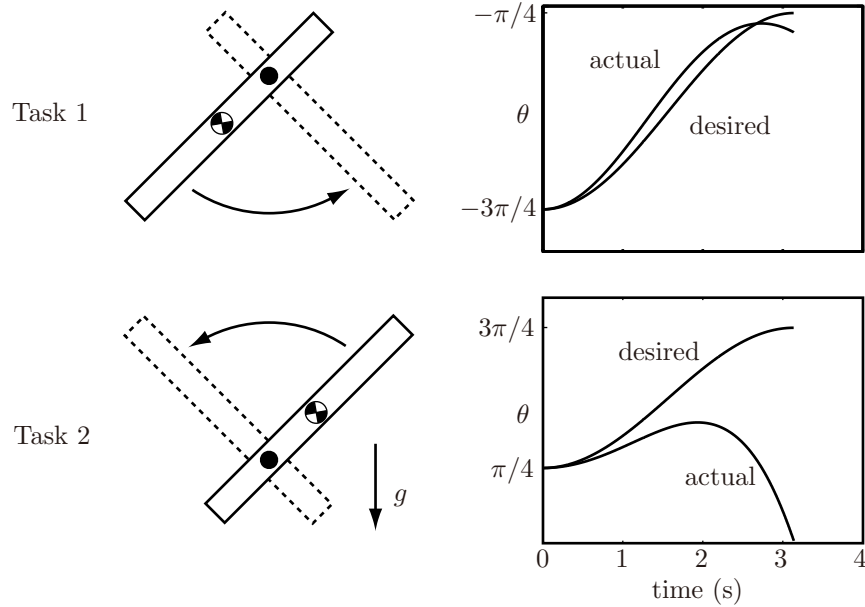 Task 1
−π/4
actual
θ
desired
−3π/4
Task 2
g
3π/4
desired
θ
π/4
actual
0 1 2 3 4
time (s)